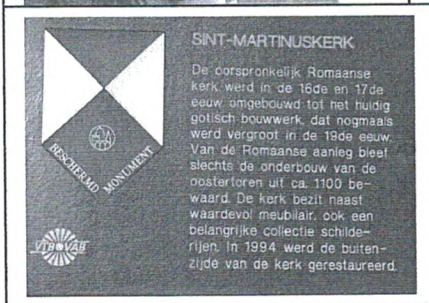 SINT-MARTINUSKERK
De oorspronkelijk Romaanse
kerk werd in de 16de en 17de
eeuw omgebouwd tot het huidig
gotisch bouwwerk, dat nogmaals
werd vergroot in de 19de eeuw.
Van de Romaanse aanleg bleef
slechts de onderbouw van de
oostertoren uit ca. 1100 be-
waard. De kerk bezit naast
waardevol meubilair, ook een
belangrijke collectie schilde-
rijen. In 1994 werd de buiten-
zijde van de kerk gerestaureerd.
BESCHERMD MONUMENT
VTB-VAB